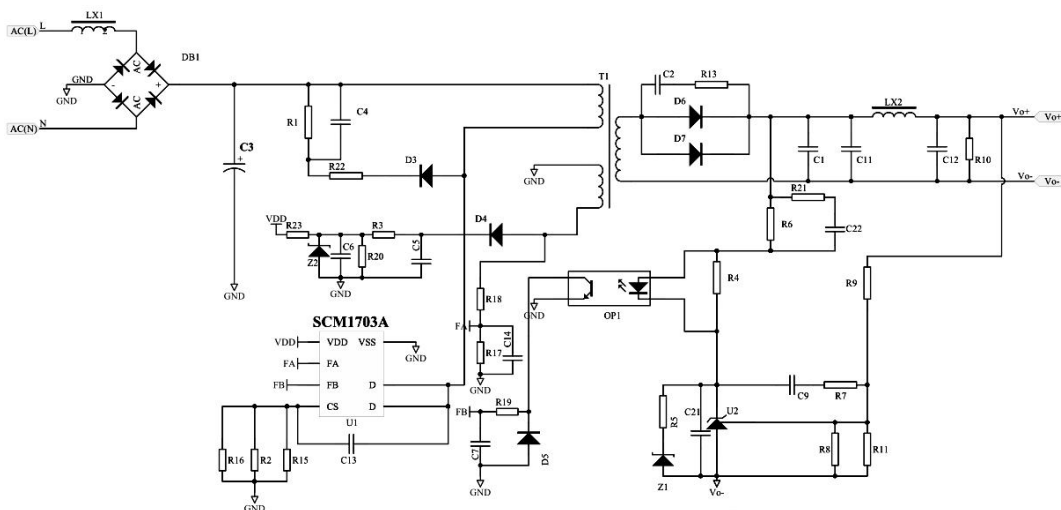 LX1
AC(L) L
1 2
AC
DB1
GND - +
AC
GND
AC(N) N
T1
C2 R13
D6
D7
LX2
Vo+ Vo+
C3 +
R1 C4
R22 D3
C1 C11 C12 R10
Vo- Vo-
GND
R21
R6 C22
VDD R23 R3 D4
Z2 C6 R20 C5
GND
GND
R18
FA R17 C14
GND
GND
OP1
R4
R9
SCM1703A
VDD VDD VSS GND
FA FA
FB FB D
CS D
U1
C13
R16 R2 R15
GND
FB R19
C7 D5
GND
C9 R7
R5 C21 U2
R8 R11
Z1 Vo-